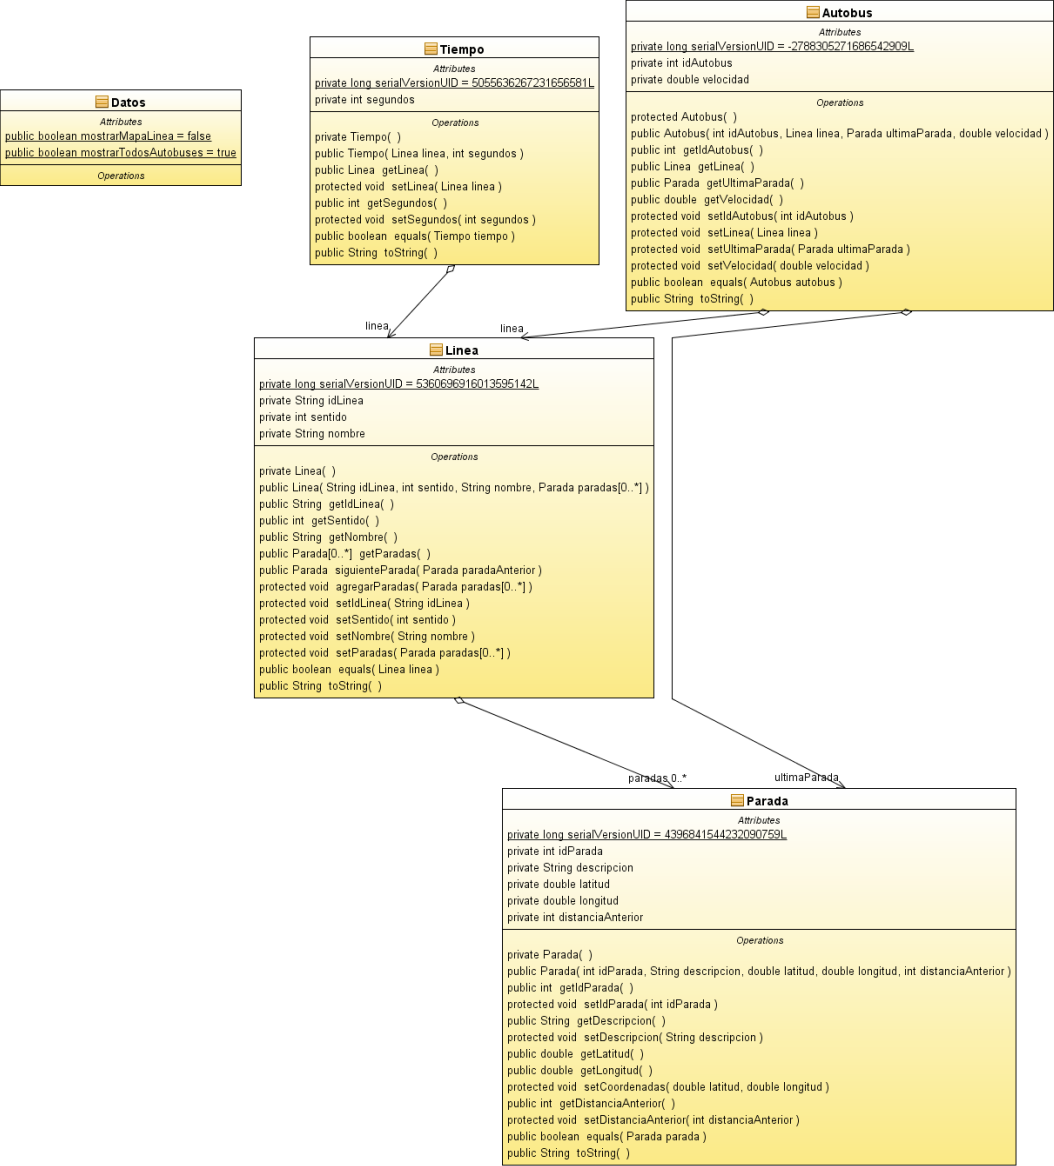 Datos
Attributes
public boolean mostrarMapaLinea = false
public boolean mostrarTodosAutobuses = true
Operations
Tiempo
Attributes
private long serialVersionUID = 5055636267231656581L
private int segundos
Operations
private Tiempo( )
public Tiempo( Linea linea, int segundos )
public Linea getLinea( )
protected void setLinea( Linea linea )
public int getSegundos( )
protected void setSegundos( int segundos )
public boolean equals( Tiempo tiempo )
public String toString( )
Autobus
Attributes
private long serialVersionUID = -2788305271686542909L
private int idAutobus
private double velocidad
Operations
protected Autobus( )
public Autobus( int idAutobus, Linea linea, Parada ultimaParada, double velocidad )
public int getIdAutobus( )
public Linea getLinea( )
public Parada getUltimaParada( )
public double getVelocidad( )
protected void setIdAutobus( int idAutobus )
protected void setLinea( Linea linea )
protected void setUltimaParada( Parada ultimaParada )
protected void setVelocidad( double velocidad )
public boolean equals( Autobus autobus )
public String toString( )
linea
linea
Linea
Attributes
private long serialVersionUID = 5360696916013595142L
private String idLinea
private int sentido
private String nombre
Operations
private Linea( )
public Linea( String idLinea, int sentido, String nombre, Parada paradas[0..*] )
public String getIdLinea( )
public int getSentido( )
public String getNombre( )
public Parada[0..*] getParadas( )
public Parada siguienteParada( Parada paradaAnterior )
protected void agregarParadas( Parada paradas[0..*] )
protected void setIdLinea( String idLinea )
protected void setSentido( int sentido )
protected void setNombre( String nombre )
protected void setParadas( Parada paradas[0..*] )
public boolean equals( Linea linea )
public String toString( )
paradas 0..*
ultimaParada
Parada
Attributes
private long serialVersionUID = 4396841544232090759L
private int idParada
private String descripcion
private double latitud
private double longitud
private int distanciaAnterior
Operations
private Parada( )
public Parada( int idParada, String descripcion, double latitud, double longitud, int distanciaAnterior )
public int getIdParada( )
protected void setIdParada( int idParada )
public String getDescripcion( )
protected void setDescripcion( String descripcion )
public double getLatitud( )
public double getLongitud( )
protected void setCoordenadas( double latitud, double longitud )
public int getDistanciaAnterior( )
protected void setDistanciaAnterior( int distanciaAnterior )
public boolean equals( Parada parada )
public String toString( )